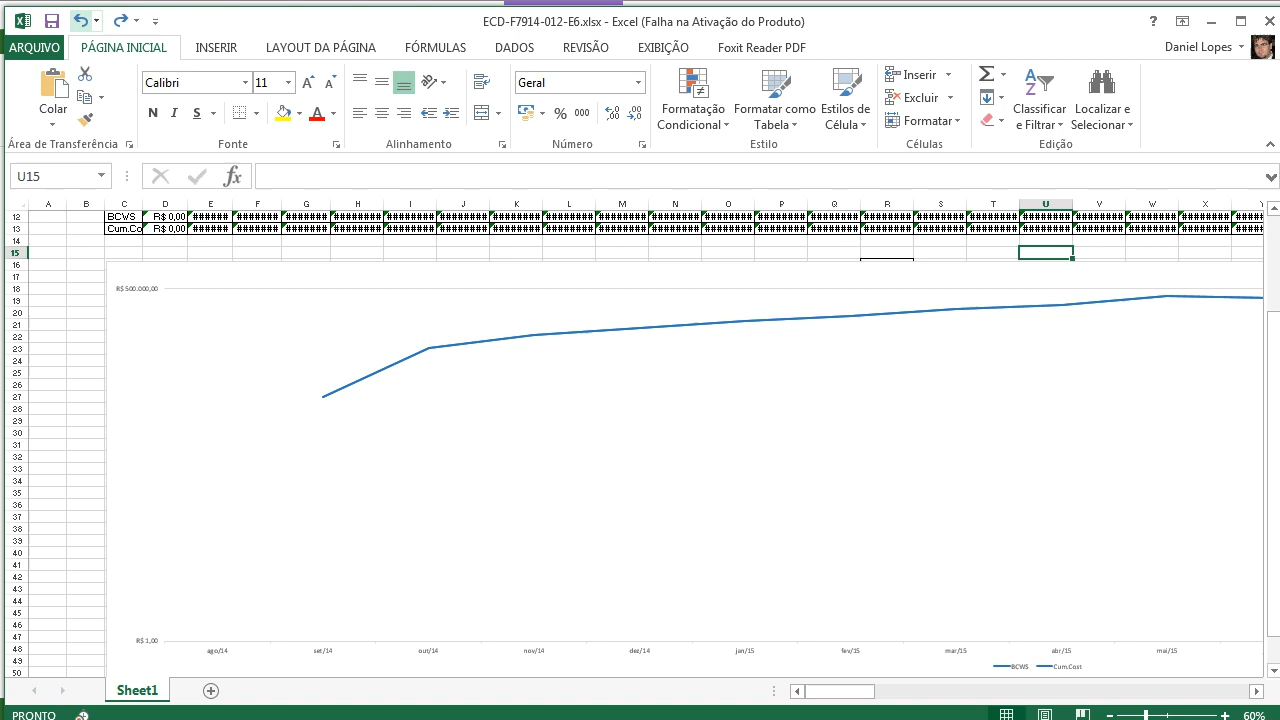 ECD-F7914-012-E6.xlsx - Excel (Falha na Ativação do Produto)
ARQUIVO PÁGINA INICIAL INSERIR LAYOUT DA PÁGINA FÓRMULAS DADOS REVISÃO EXIBIÇÃO Foxit Reader PDF Daniel Lopes
Calibri 11 Geral
Colar
N I S
% 000
Formatação Condicional
Formatar como Tabela
Estilos de Célula
Inserir
Excluir
Formatar
Classificar e Filtrar
Localizar e Selecionar
Área de Transferência Fonte Alinhamento Número Estilo Células Edição
U15 fx
A B C D E F G H I J K L M N O P Q R S T U V W X
12 BCWS R$ 0,00 ####### ####### ####### ####### ####### ####### ####### ####### ####### ####### ####### ####### ####### ####### ####### ####### ####### ####### ####### #######
13 Cum.Co R$ 0,00 ####### ####### ####### ####### ####### ####### ####### ####### ####### ####### ####### ####### ####### ####### ####### ####### ####### ####### ####### #######
14
15
16
17
18 R$ 500.000,00
19
20
21
22
23
24
25
26
27
28
29
30
31
32
33
34
35
36
37
38
39
40
41
42
43
44
45
46
47 R$ 1,00
48 ago/14 set/14 out/14 nov/14 dez/14 jan/15 fev/15 mar/15 abr/15 mai/15
49 BCWS Cum.Cost
50
Sheet1
PRONTO 60%